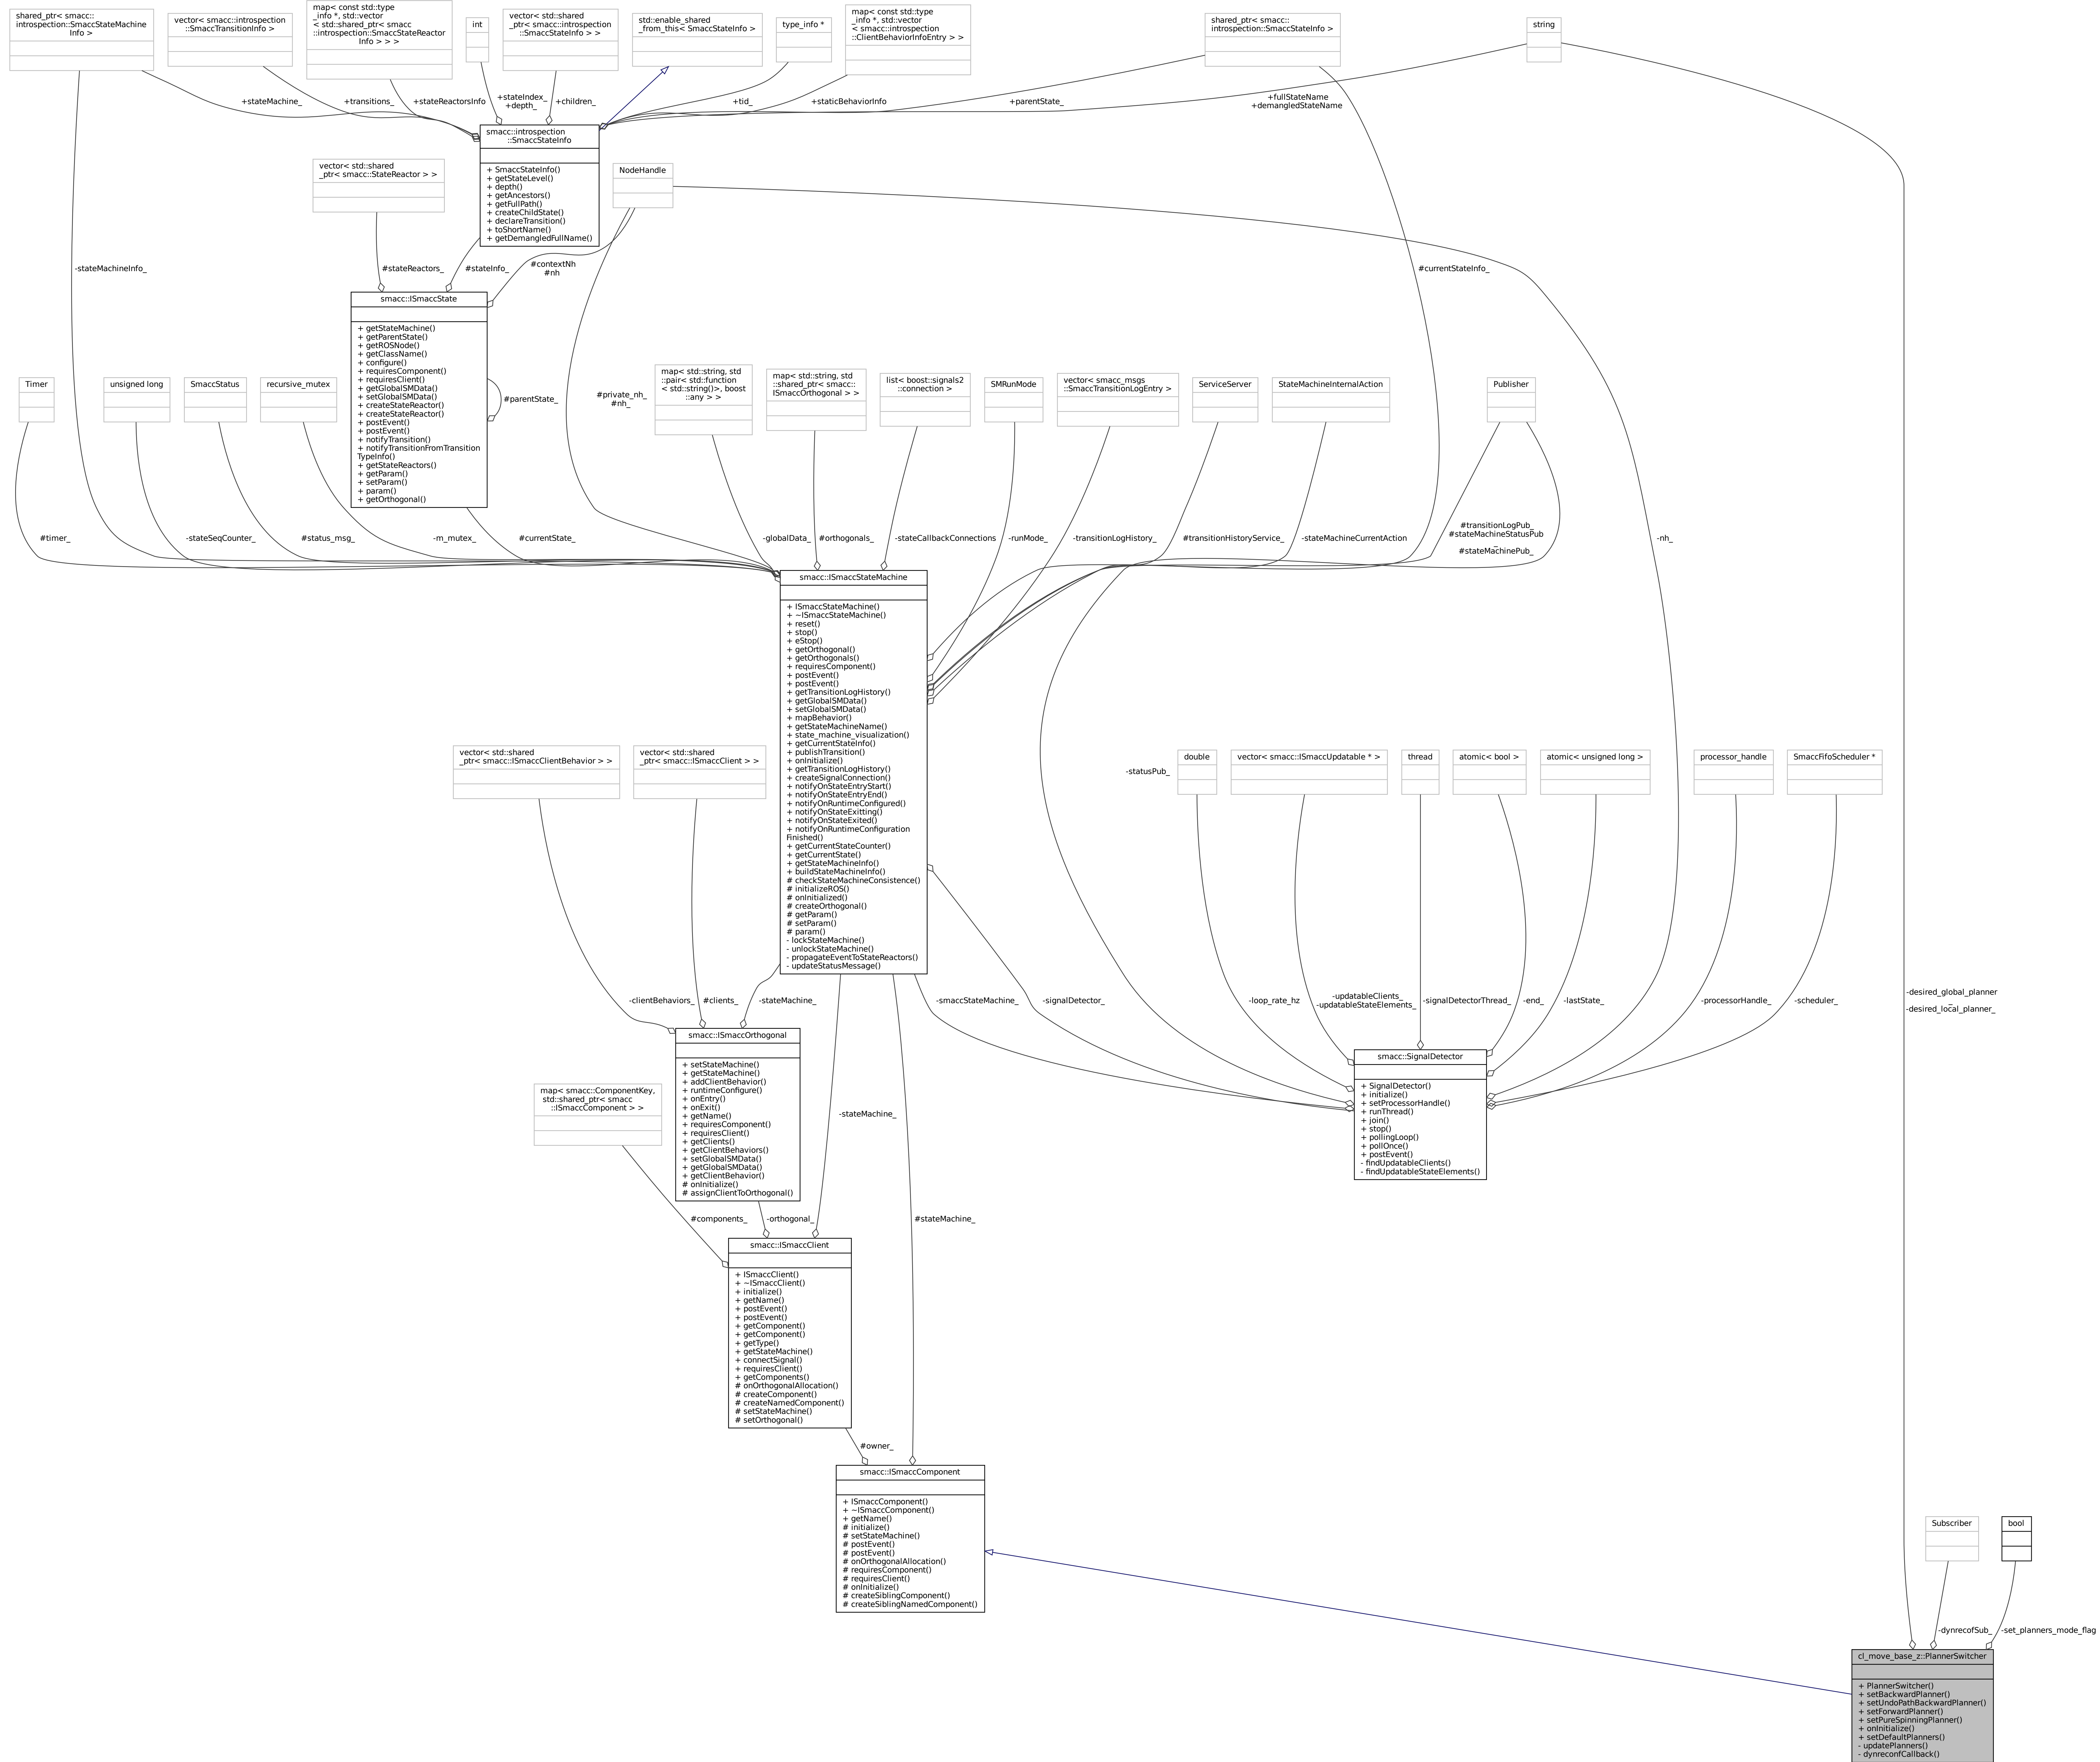 shared_ptr< smacc::
introspection::SmaccStateMachine
Info >
vector< smacc::introspection
::SmaccTransitionInfo >
map< const std::type
_info *, std::vector
< std::shared_ptr< smacc
::introspection::SmaccStateReactor
Info > > >
int
vector< std::shared
_ptr< smacc::introspection
::SmaccStateInfo > >
std::enable_shared
_from_this< SmaccStateInfo >
type_info *
map< const std::type
_info *, std::vector
< smacc::introspection
::ClientBehaviorInfoEntry > >
shared_ptr< smacc::
introspection::SmaccStateInfo >
string
+stateMachine_
+transitions_
+stateReactorsInfo
+stateIndex_
+depth_
+children_
+tid_
+staticBehaviorInfo
+parentState_
+fullStateName
+demangledStateName
smacc::introspection
::SmaccStateInfo
+ SmaccStateInfo()
+ getStateLevel()
+ depth()
+ getAncestors()
+ getFullPath()
+ createChildState()
+ declareTransition()
+ toShortName()
+ getDemangledFullName()
vector< std::shared
_ptr< smacc::StateReactor > >
NodeHandle
-stateMachineInfo_
#stateReactors_
#stateInfo_
#contextNh
#nh
#currentStateInfo_
smacc::ISmaccState
+ getStateMachine()
+ getParentState()
+ getROSNode()
+ getClassName()
+ configure()
+ requiresComponent()
+ requiresClient()
+ getGlobalSMData()
+ setGlobalSMData()
+ createStateReactor()
+ createStateReactor()
+ postEvent()
+ postEvent()
+ notifyTransition()
+ notifyTransitionFromTransition
TypeInfo()
+ getStateReactors()
+ getParam()
+ setParam()
+ param()
+ getOrthogonal()
#parentState_
#private_nh_
#nh_
Timer
unsigned long
SmaccStatus
recursive_mutex
map< std::string, std
::pair< std::function
< std::string()>, boost
::any > >
map< std::string, std
::shared_ptr< smacc::
ISmaccOrthogonal > >
list< boost::signals2
::connection >
SMRunMode
vector< smacc_msgs
::SmaccTransitionLogEntry >
ServiceServer
StateMachineInternalAction
Publisher
#timer_
-stateSeqCounter_
#status_msg_
-m_mutex_
#currentState_
-globalData_
#orthogonals_
-stateCallbackConnections
-runMode_
-transitionLogHistory_
#transitionHistoryService_
-stateMachineCurrentAction
#transitionLogPub_
#stateMachineStatusPub
_
#stateMachinePub_
-nh_
smacc::ISmaccStateMachine
+ ISmaccStateMachine()
+ ~ISmaccStateMachine()
+ reset()
+ stop()
+ eStop()
+ getOrthogonal()
+ getOrthogonals()
+ requiresComponent()
+ postEvent()
+ postEvent()
+ getTransitionLogHistory()
+ getGlobalSMData()
+ setGlobalSMData()
+ mapBehavior()
+ getStateMachineName()
+ state_machine_visualization()
+ getCurrentStateInfo()
+ publishTransition()
+ onInitialize()
+ getTransitionLogHistory()
+ createSignalConnection()
+ notifyOnStateEntryStart()
+ notifyOnStateEntryEnd()
+ notifyOnRuntimeConfigured()
+ notifyOnStateExitting()
+ notifyOnStateExited()
+ notifyOnRuntimeConfiguration
Finished()
+ getCurrentStateCounter()
+ getCurrentState()
+ getStateMachineInfo()
+ buildStateMachineInfo()
# checkStateMachineConsistence()
# initializeROS()
# onInitialized()
# createOrthogonal()
# getParam()
# setParam()
# param()
- lockStateMachine()
- unlockStateMachine()
- propagateEventToStateReactors()
- updateStatusMessage()
vector< std::shared
_ptr< smacc::ISmaccClientBehavior > >
vector< std::shared
_ptr< smacc::ISmaccClient > >
-statusPub_
double
vector< smacc::ISmaccUpdatable * >
thread
atomic< bool >
atomic< unsigned long >
processor_handle
SmaccFifoScheduler *
-clientBehaviors_
#clients_
-stateMachine_
-smaccStateMachine_
-signalDetector_
-loop_rate_hz
-updatableClients_
-updatableStateElements_
-signalDetectorThread_
-end_
-lastState_
-processorHandle_
-scheduler_
-desired_global_planner
_
-desired_local_planner_
smacc::ISmaccOrthogonal
+ setStateMachine()
+ getStateMachine()
+ addClientBehavior()
+ runtimeConfigure()
+ onEntry()
+ onExit()
+ getName()
+ requiresComponent()
+ requiresClient()
+ getClients()
+ getClientBehaviors()
+ setGlobalSMData()
+ getGlobalSMData()
+ getClientBehavior()
# onInitialize()
# assignClientToOrthogonal()
smacc::SignalDetector
+ SignalDetector()
+ initialize()
+ setProcessorHandle()
+ runThread()
+ join()
+ stop()
+ pollingLoop()
+ pollOnce()
+ postEvent()
- findUpdatableClients()
- findUpdatableStateElements()
map< smacc::ComponentKey,
std::shared_ptr< smacc
::ISmaccComponent > >
-stateMachine_
#components_
-orthogonal_
#stateMachine_
smacc::ISmaccClient
+ ISmaccClient()
+ ~ISmaccClient()
+ initialize()
+ getName()
+ postEvent()
+ postEvent()
+ getComponent()
+ getComponent()
+ getType()
+ getStateMachine()
+ connectSignal()
+ requiresClient()
+ getComponents()
# onOrthogonalAllocation()
# createComponent()
# createNamedComponent()
# setStateMachine()
# setOrthogonal()
#owner_
smacc::ISmaccComponent
+ ISmaccComponent()
+ ~ISmaccComponent()
+ getName()
# initialize()
# setStateMachine()
# postEvent()
# postEvent()
# onOrthogonalAllocation()
# requiresComponent()
# requiresClient()
# onInitialize()
# createSiblingComponent()
# createSiblingNamedComponent()
Subscriber
bool
-dynrecofSub_
-set_planners_mode_flag
cl_move_base_z::PlannerSwitcher
+ PlannerSwitcher()
+ setBackwardPlanner()
+ setUndoPathBackwardPlanner()
+ setForwardPlanner()
+ setPureSpinningPlanner()
+ onInitialize()
+ setDefaultPlanners()
- updatePlanners()
- dynreconfCallback()